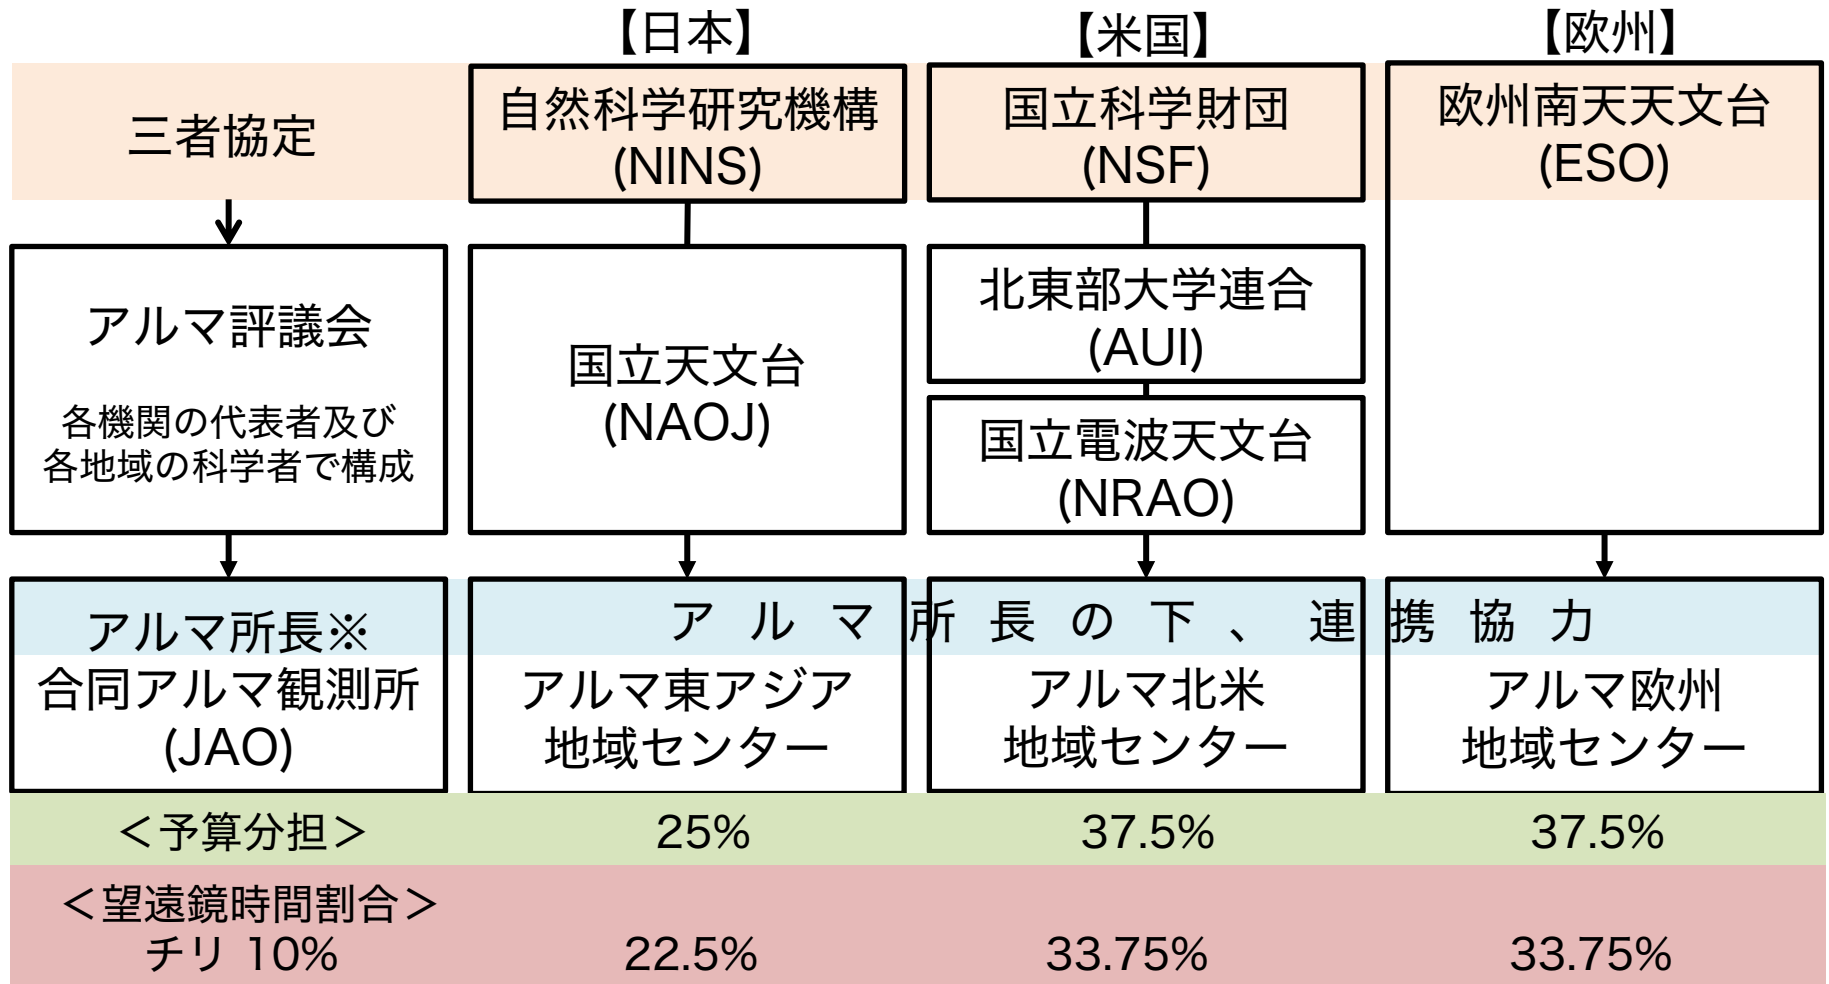 【日本】
【米国】
【欧州】
三者協定
自然科学研究機構
(NINS)
国立科学財団
(NSF)
欧州南天天文台
(ESO)
アルマ評議会
各機関の代表者及び
各地域の科学者で構成
国立天文台
(NAOJ)
北東部大学連合
(AUI)
国立電波天文台
(NRAO)
アルマ所長の下、連携協力
アルマ所長※
合同アルマ観測所
(JAO)
アルマ東アジア
地域センター
アルマ北米
地域センター
アルマ欧州
地域センター
＜予算分担＞
25%
37.5%
37.5%
＜望遠鏡時間割合＞
チリ 10%
22.5%
33.75%
33.75%